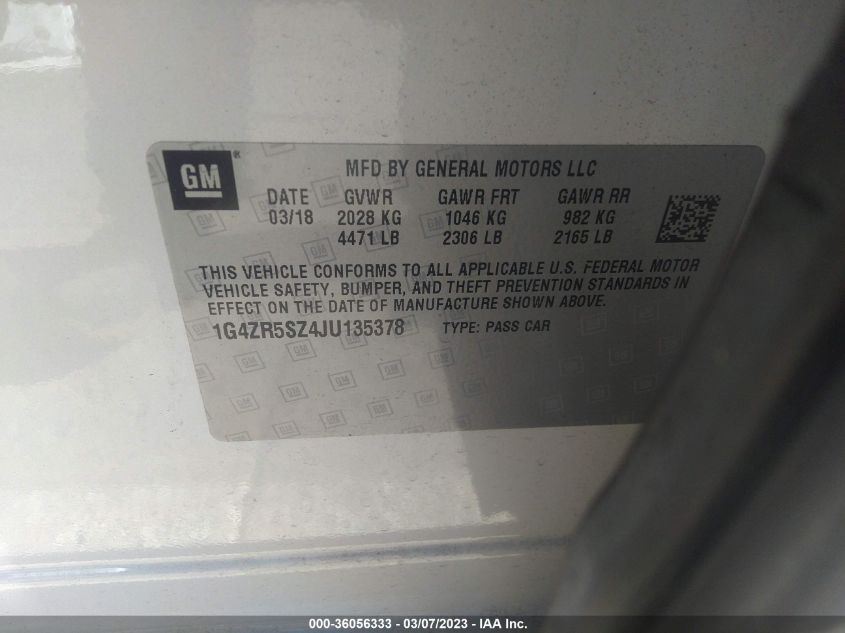 GM®
MFD BY GENERAL MOTORS LLC
DATE GVWR GAWR FRT GAWR RR
03/18 2028 KG 1046 KG 982 KG
4471 LB 2306 LB 2165 LB
THIS VEHICLE CONFORMS TO ALL APPLICABLE U.S. FEDERAL MOTOR
VEHICLE SAFETY, BUMPER, AND THEFT PREVENTION STANDARDS IN
EFFECT ON THE DATE OF MANUFACTURE SHOWN ABOVE.
1G4ZR5SZ4JU135378 TYPE: PASS CAR
000-36056333 - 03/07/2023 - © IAA Inc.